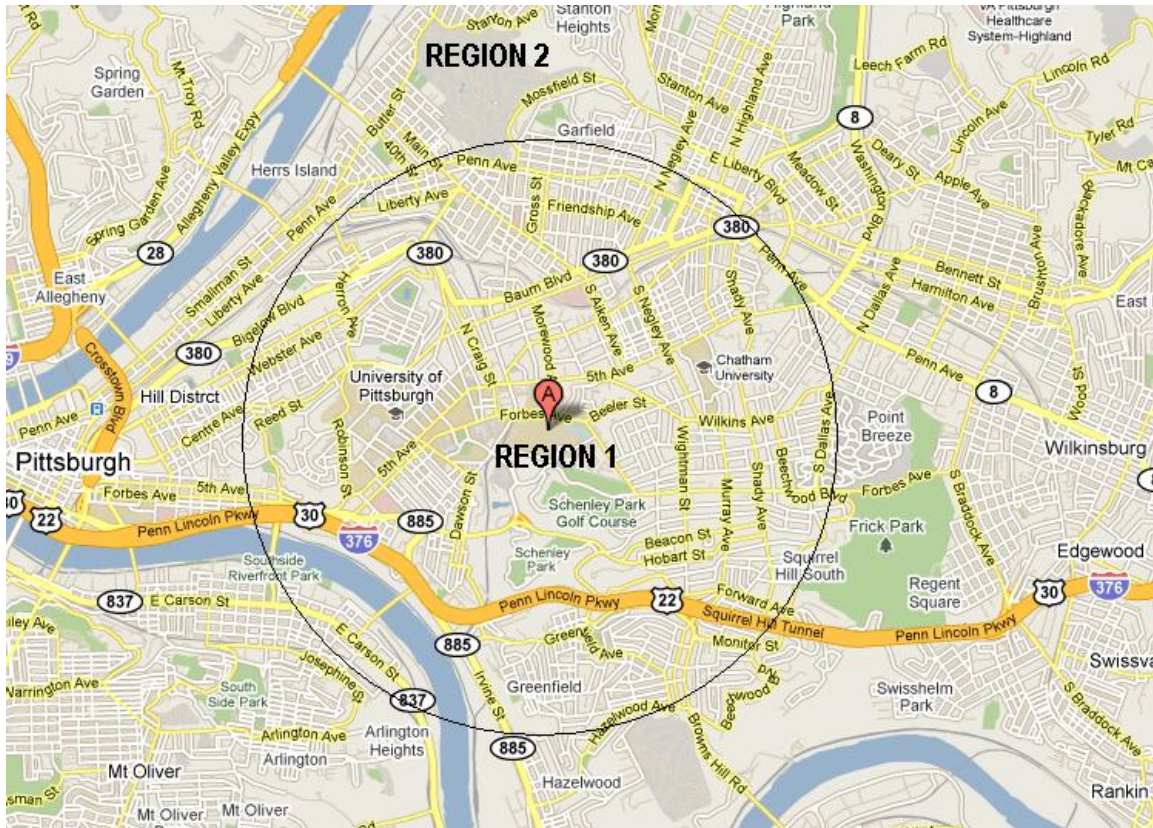 Stanton Ave
Stanton
Heights
Highland
Park
VA Pittsburgh
Healthcare
System-Highland
REGION 2
Spring
Garden
Mt Troy Rd
Mossfield St
Stanton Ave
N Highland Ave
Leech Farm Rd
Lincoln Rd
Butler St
Main St
40th St
Garfield
8
Lincoln Ave
Tyler Rd
Herrs Island
Allegheny Valley Expy
Penn Ave
N Negley Ave
E Liberty Blvd
Meadow St
Washington Blvd
Deary St
Apple Ave
Spring Garden Ave
Penn Ave
Liberty Ave
Gross St
Friendship Ave
380
28
380
380
Penn Ave
East
Allegheny
Smallman St
Liberty Ave
Herron Ave
Bigelow Blvd
Baum Blvd
S Aiken Ave
S Negley Ave
Shady Ave
N Dallas Ave
Bennett St
Hamilton Ave
Brushton Ave
Crosstown Blvd
380
Webster Ave
N Craig St
Chatham
University
Penn Ave
Wood St
Hill Distrct
University of
Pittsburgh
5th Ave
A
8
Penn Ave
Centre Ave
Reed St
Robinson St
Forbes Ave
Beeler St
Wilkins Ave
S Dallas Ave
Point
Breeze
Wilkinsburg
Pittsburgh
5th Ave
REGION 1
Wightman St
Murray Ave
Shady Ave
Forbes Ave
5th Ave
Forbes Ave
S Braddock Ave
22
30
Penn Lincoln Pkwy
30
376
885
Dawson St
Schenley Park
Golf Course
Beacon St
Hobart St
Frick Park
Schenley
Park
Squirrel
Hill South
Edgewood
Southside
Riverfront Park
Regent
Square
30
376
837
E Carson St
Penn Lincoln Pkwy
22
Forward Ave
Squirrel Hill Tunnel
Penn Lincoln Pkwy
E Carson St
885
Greenfield Ave
Monitor St
Warrington Ave
South
Side Park
Josephine St
837
Irvine St
Greenfield
Swisshelm
Park
Arlington Ave
Arlington
Arlington
Heights
885
Hazelwood Ave
Browns Hill Rd
S Braddock Ave
Mt Oliver
Hazelwood
Mt Oliver
Rankin